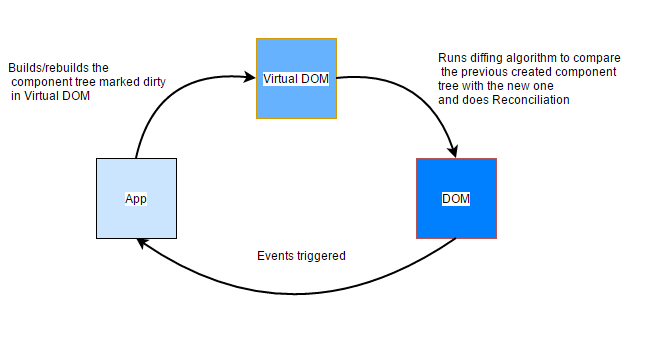 Builds/rebuilds the
component tree marked dirty
in Virtual DOM
Virtual DOM
Runs diffing algorithm to compare
the previous created component
tree with the new one
and does Reconciliation
App
DOM
Events triggered